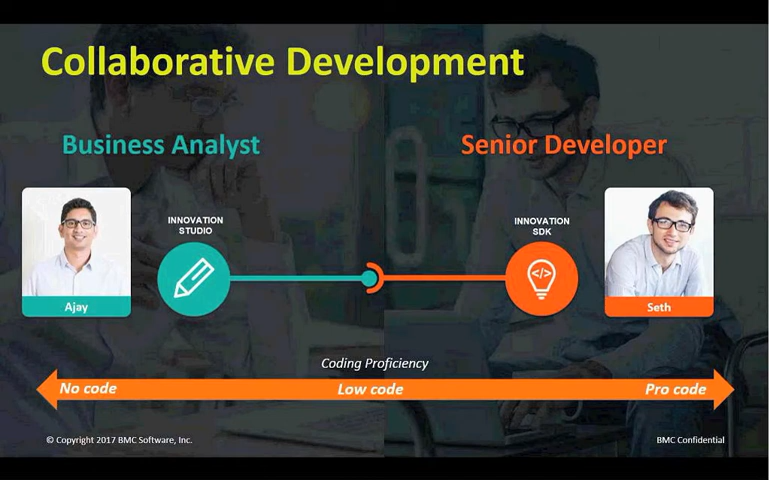 Collaborative Development
Business Analyst
Senior Developer
INNOVATION
STUDIO
INNOVATION
SDK
</>
Ajay
Seth
Coding Proficiency
No code
Low code
Pro code
© Copyright 2017 BMC Software, Inc.
BMC Confidential